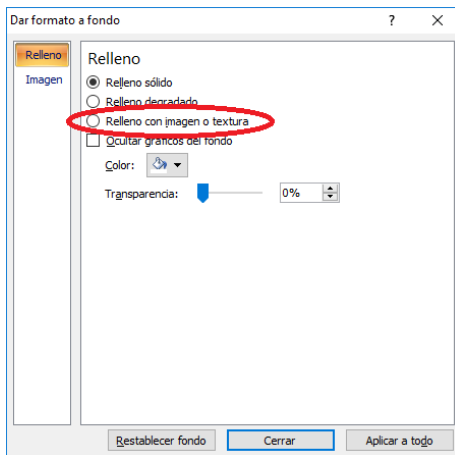 Dar formato a fondo ? ×
Relleno
Imagen
Relleno
Relleno sólido
Relleno degradado
Relleno con imagen o textura
Ocultar gráficos del fondo
Color:
Transparencia: 0%
Restablecer fondo Cerrar Aplicar a todo